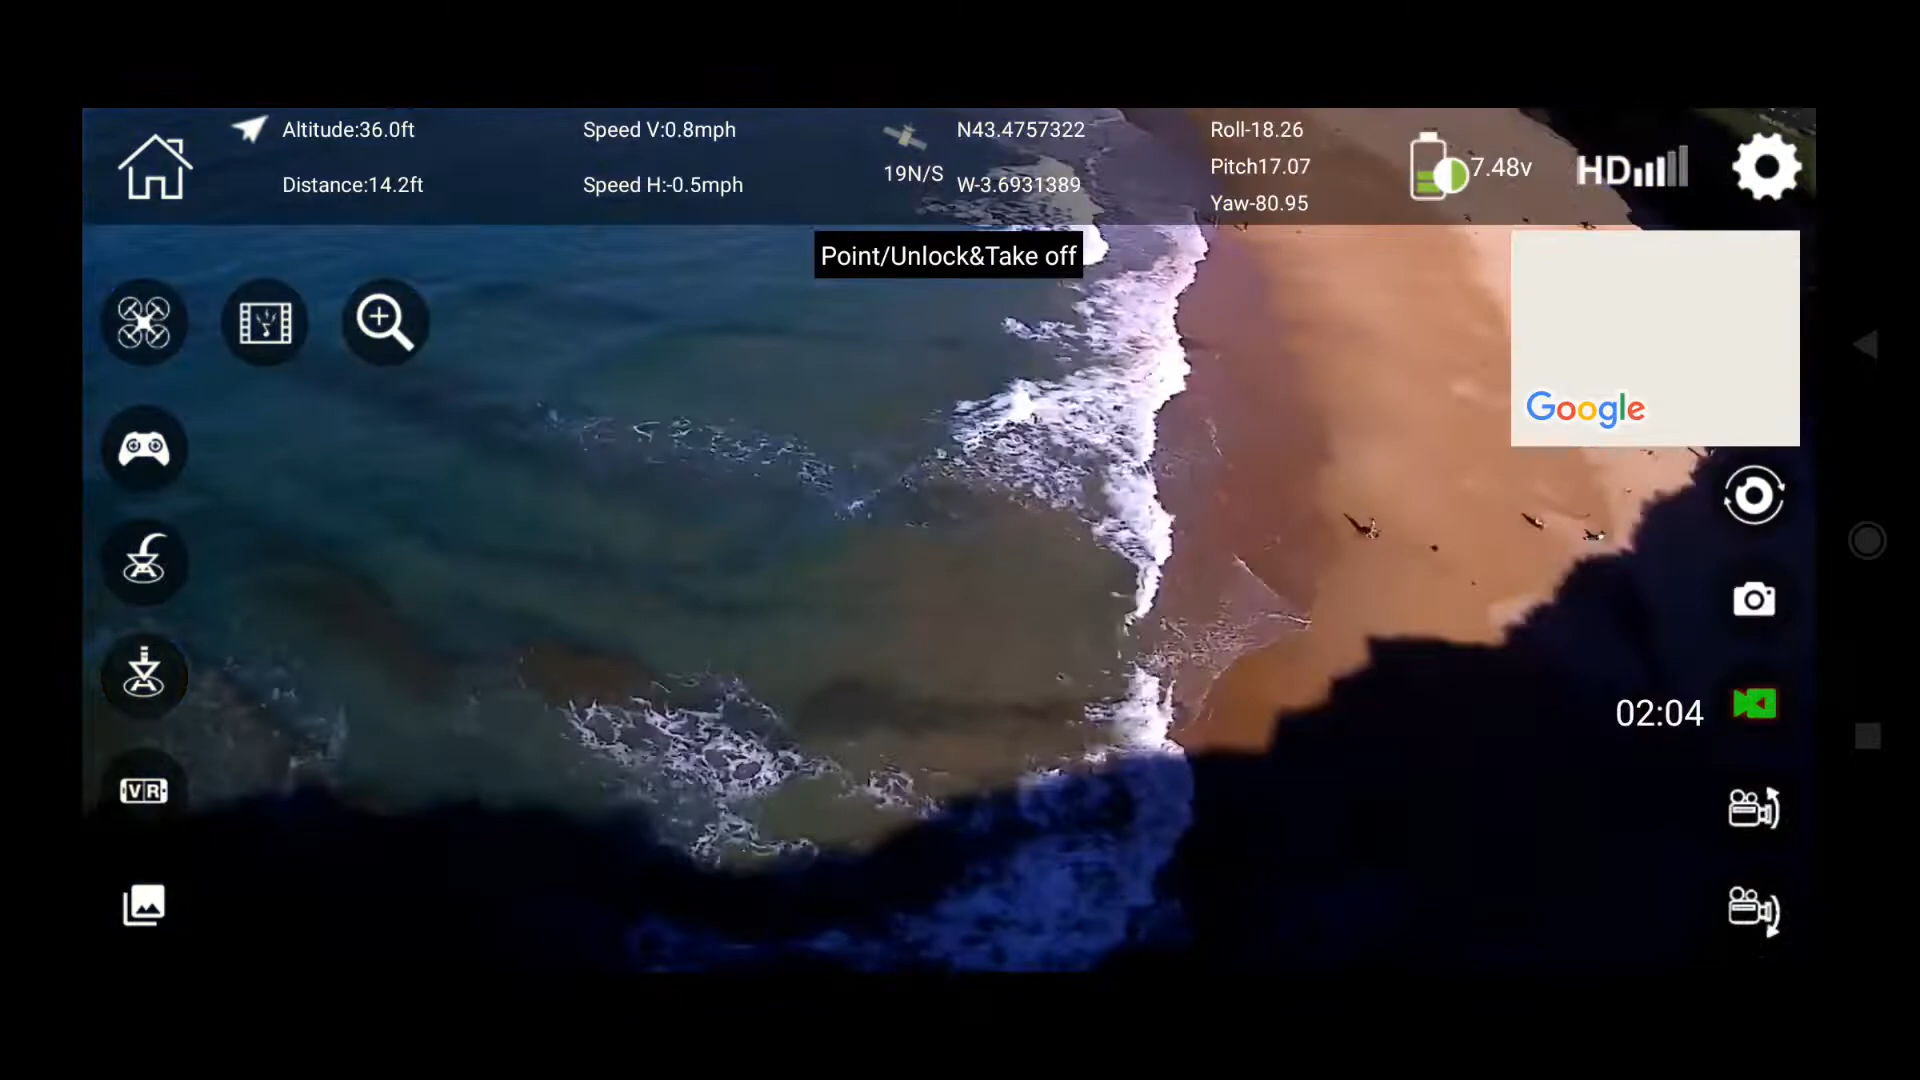 Altitude:36.0ft
Distance:14.2ft
Speed V:0.8mph
Speed H:-0.5mph
19N/S
N43.4757322
W-3.6931389
Roll-18.26
Pitch17.07
Yaw-80.95
7.48v
HD
Point/Unlock&Take off
Google
02:04
VR